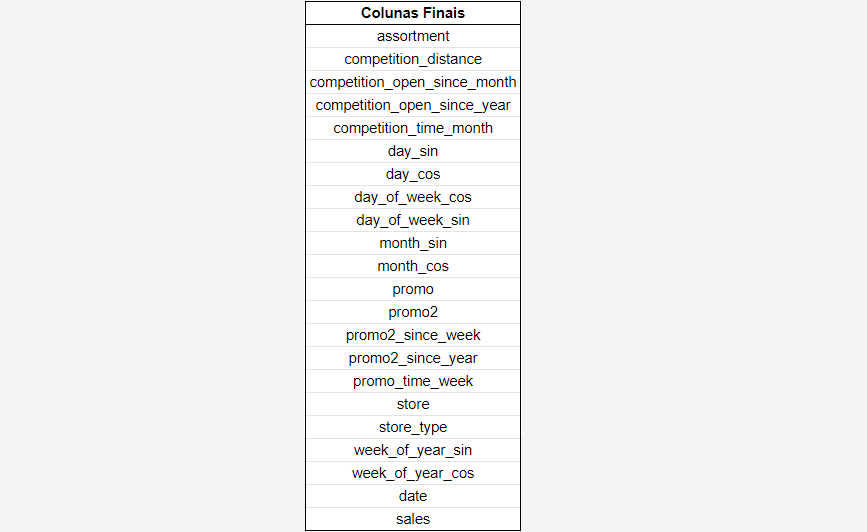 Colunas Finais
assortment
competition_distance
competition_open_since_month
competition_open_since_year
competition_time_month
day_sin
day_cos
day_of_week_cos
day_of_week_sin
month_sin
month_cos
promo
promo2
promo2_since_week
promo2_since_year
promo_time_week
store
store_type
week_of_year_sin
week_of_year_cos
date
sales